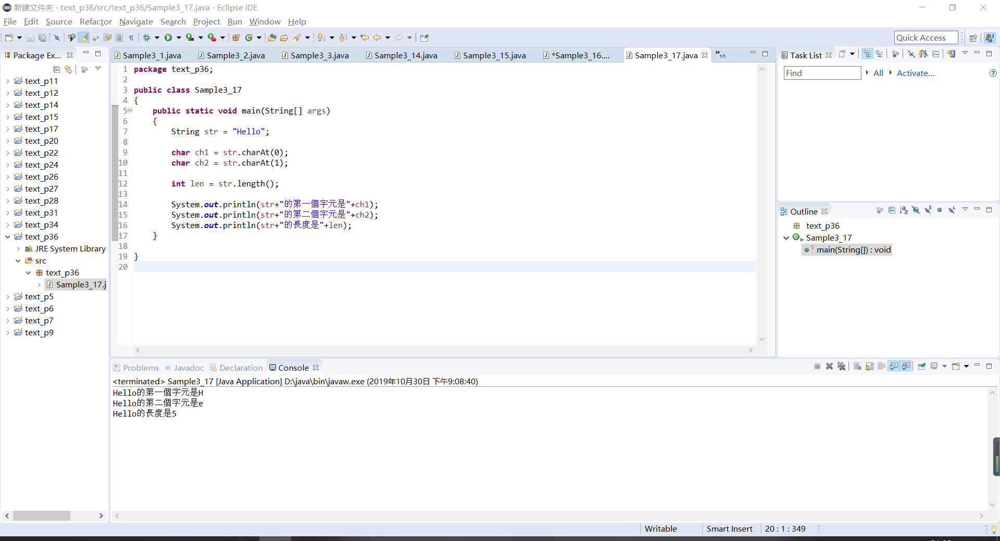 新建文件夹 - text_p36/src/text_p36/Sample3_17.java - Eclipse IDE
File Edit Source Refactor Navigate Search Project Run Window Help
Quick Access
Package Ex...
text_p11
text_p12
text_p14
text_p15
text_p17
text_p20
text_p22
text_p24
text_p26
text_p27
text_p28
text_p31
text_p34
text_p36
JRE System Library
src
text_p36
Sample3_17.j
text_p5
text_p6
text_p7
text_p9
Sample3_1.java Sample3_2.java Sample3_3.java Sample3_14.java Sample3_15.java *Sample3_16.... Sample3_17.java »10
1 package text_p36;
2
3 public class Sample3_17
4 {
5 public static void main(String[] args)
6 {
7 String str = "Hello";
8
9 char ch1 = str.charAt(0);
10 char ch2 = str.charAt(1);
11
12 int len = str.length();
13
14 System.out.println(str+"的第一個字元是"+ch1);
15 System.out.println(str+"的第二個字元是"+ch2);
16 System.out.println(str+"的長度是"+len);
17 }
18
19 }
20
Task List
Find All Activate...
Outline
text_p36
Sample3_17
main(String[]) : void
Problems @ Javadoc Declaration Console
<terminated> Sample3_17 [Java Application] D:\java\bin\javaw.exe (2019年10月30日 下午9:08:40)
Hello的第一個字元是H
Hello的第二個字元是e
Hello的長度是5
Writable Smart Insert 20 : 1 : 349